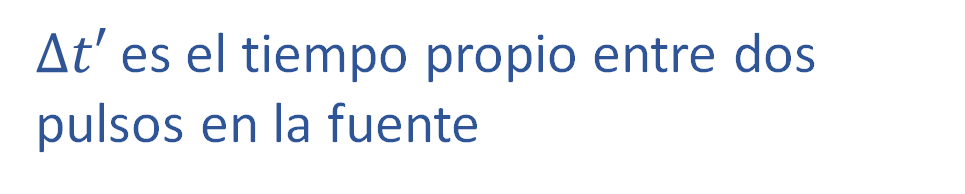 Δt′ es el tiempo propio entre dos
pulsos en la fuente